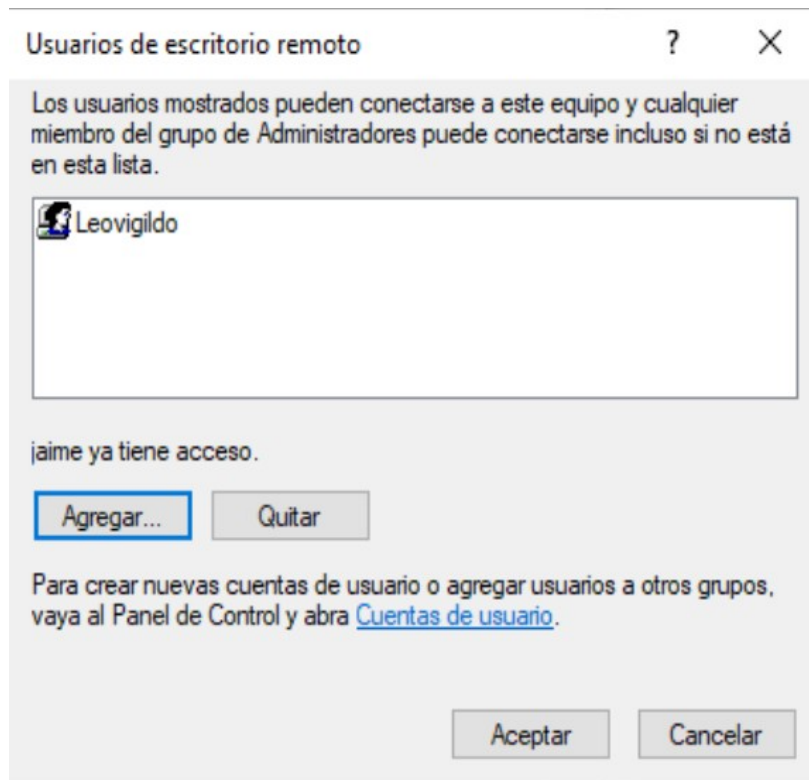 Usuarios de escritorio remoto ? X
Los usuarios mostrados pueden conectarse a este equipo y cualquier
miembro del grupo de Administradores puede conectarse incluso si no está
en esta lista.
Leovigildo
jaime ya tiene acceso.
Agregar... Quitar
Para crear nuevas cuentas de usuario o agregar usuarios a otros grupos,
vaya al Panel de Control y abra Cuentas de usuario.
Aceptar Cancelar